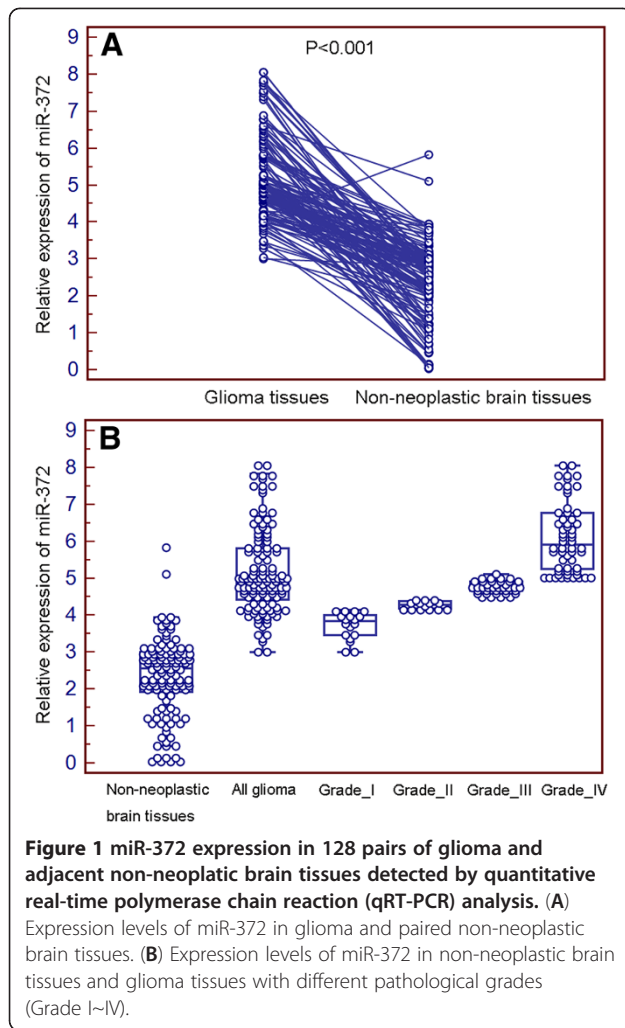 A
P<0.001
Relative expression of miR-372
9
8
7
6
5
4
3
2
1
0
Glioma tissues Non-neoplastic brain tissues
B
Relative expression of miR-372
9
8
7
6
5
4
3
2
1
0
Non-neoplastic
brain tissues
All glioma
Grade_I
Grade_II
Grade_III
Grade_IV
Figure 1 miR-372 expression in 128 pairs of glioma and
adjacent non-neoplatic brain tissues detected by quantitative
real-time polymerase chain reaction (qRT-PCR) analysis. (A)
Expression levels of miR-372 in glioma and paired non-neoplastic
brain tissues. (B) Expression levels of miR-372 in non-neoplastic brain
tissues and glioma tissues with different pathological grades
(Grade I~IV).